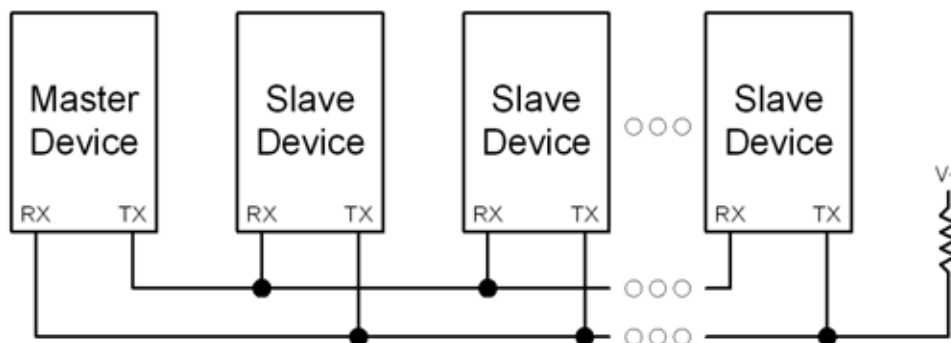 Master
Device
Slave
Device
Slave
Device
Slave
Device
RX TX
RX TX
RX TX
RX TX
V+